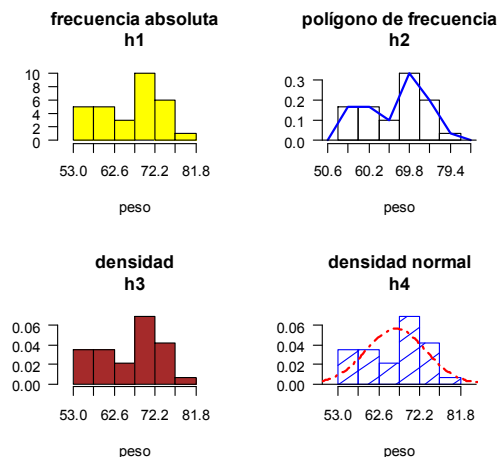 frecuencia absoluta
h1
10
8
6
4
2
0
53.0 62.6 72.2 81.8
peso
polígono de frecuencia
h2
0.3
0.2
0.1
0.0
50.6 60.2 69.8 79.4
peso
densidad
h3
0.06
0.04
0.02
0.00
53.0 62.6 72.2 81.8
peso
densidad normal
h4
0.06
0.04
0.02
0.00
53.0 62.6 72.2 81.8
peso